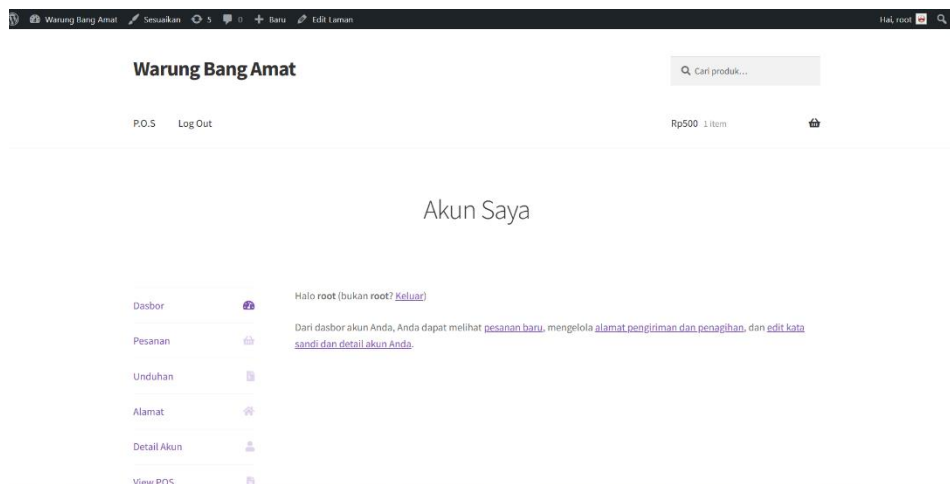 Warung Bang Amat Sesuaikan 5 0 Baru Edit Laman Hai, root
Warung Bang Amat
Cari produk...
P.O.S Log Out Rp500 1 item
Akun Saya
Dasbor
Pesanan
Unduhan
Alamat
Detail Akun
View POS
Halo root (bukan root? Keluar)
Dari dasbor akun Anda, Anda dapat melihat pesanan baru, mengelola alamat pengiriman dan penagihan, dan edit kata
sandi dan detail akun Anda.